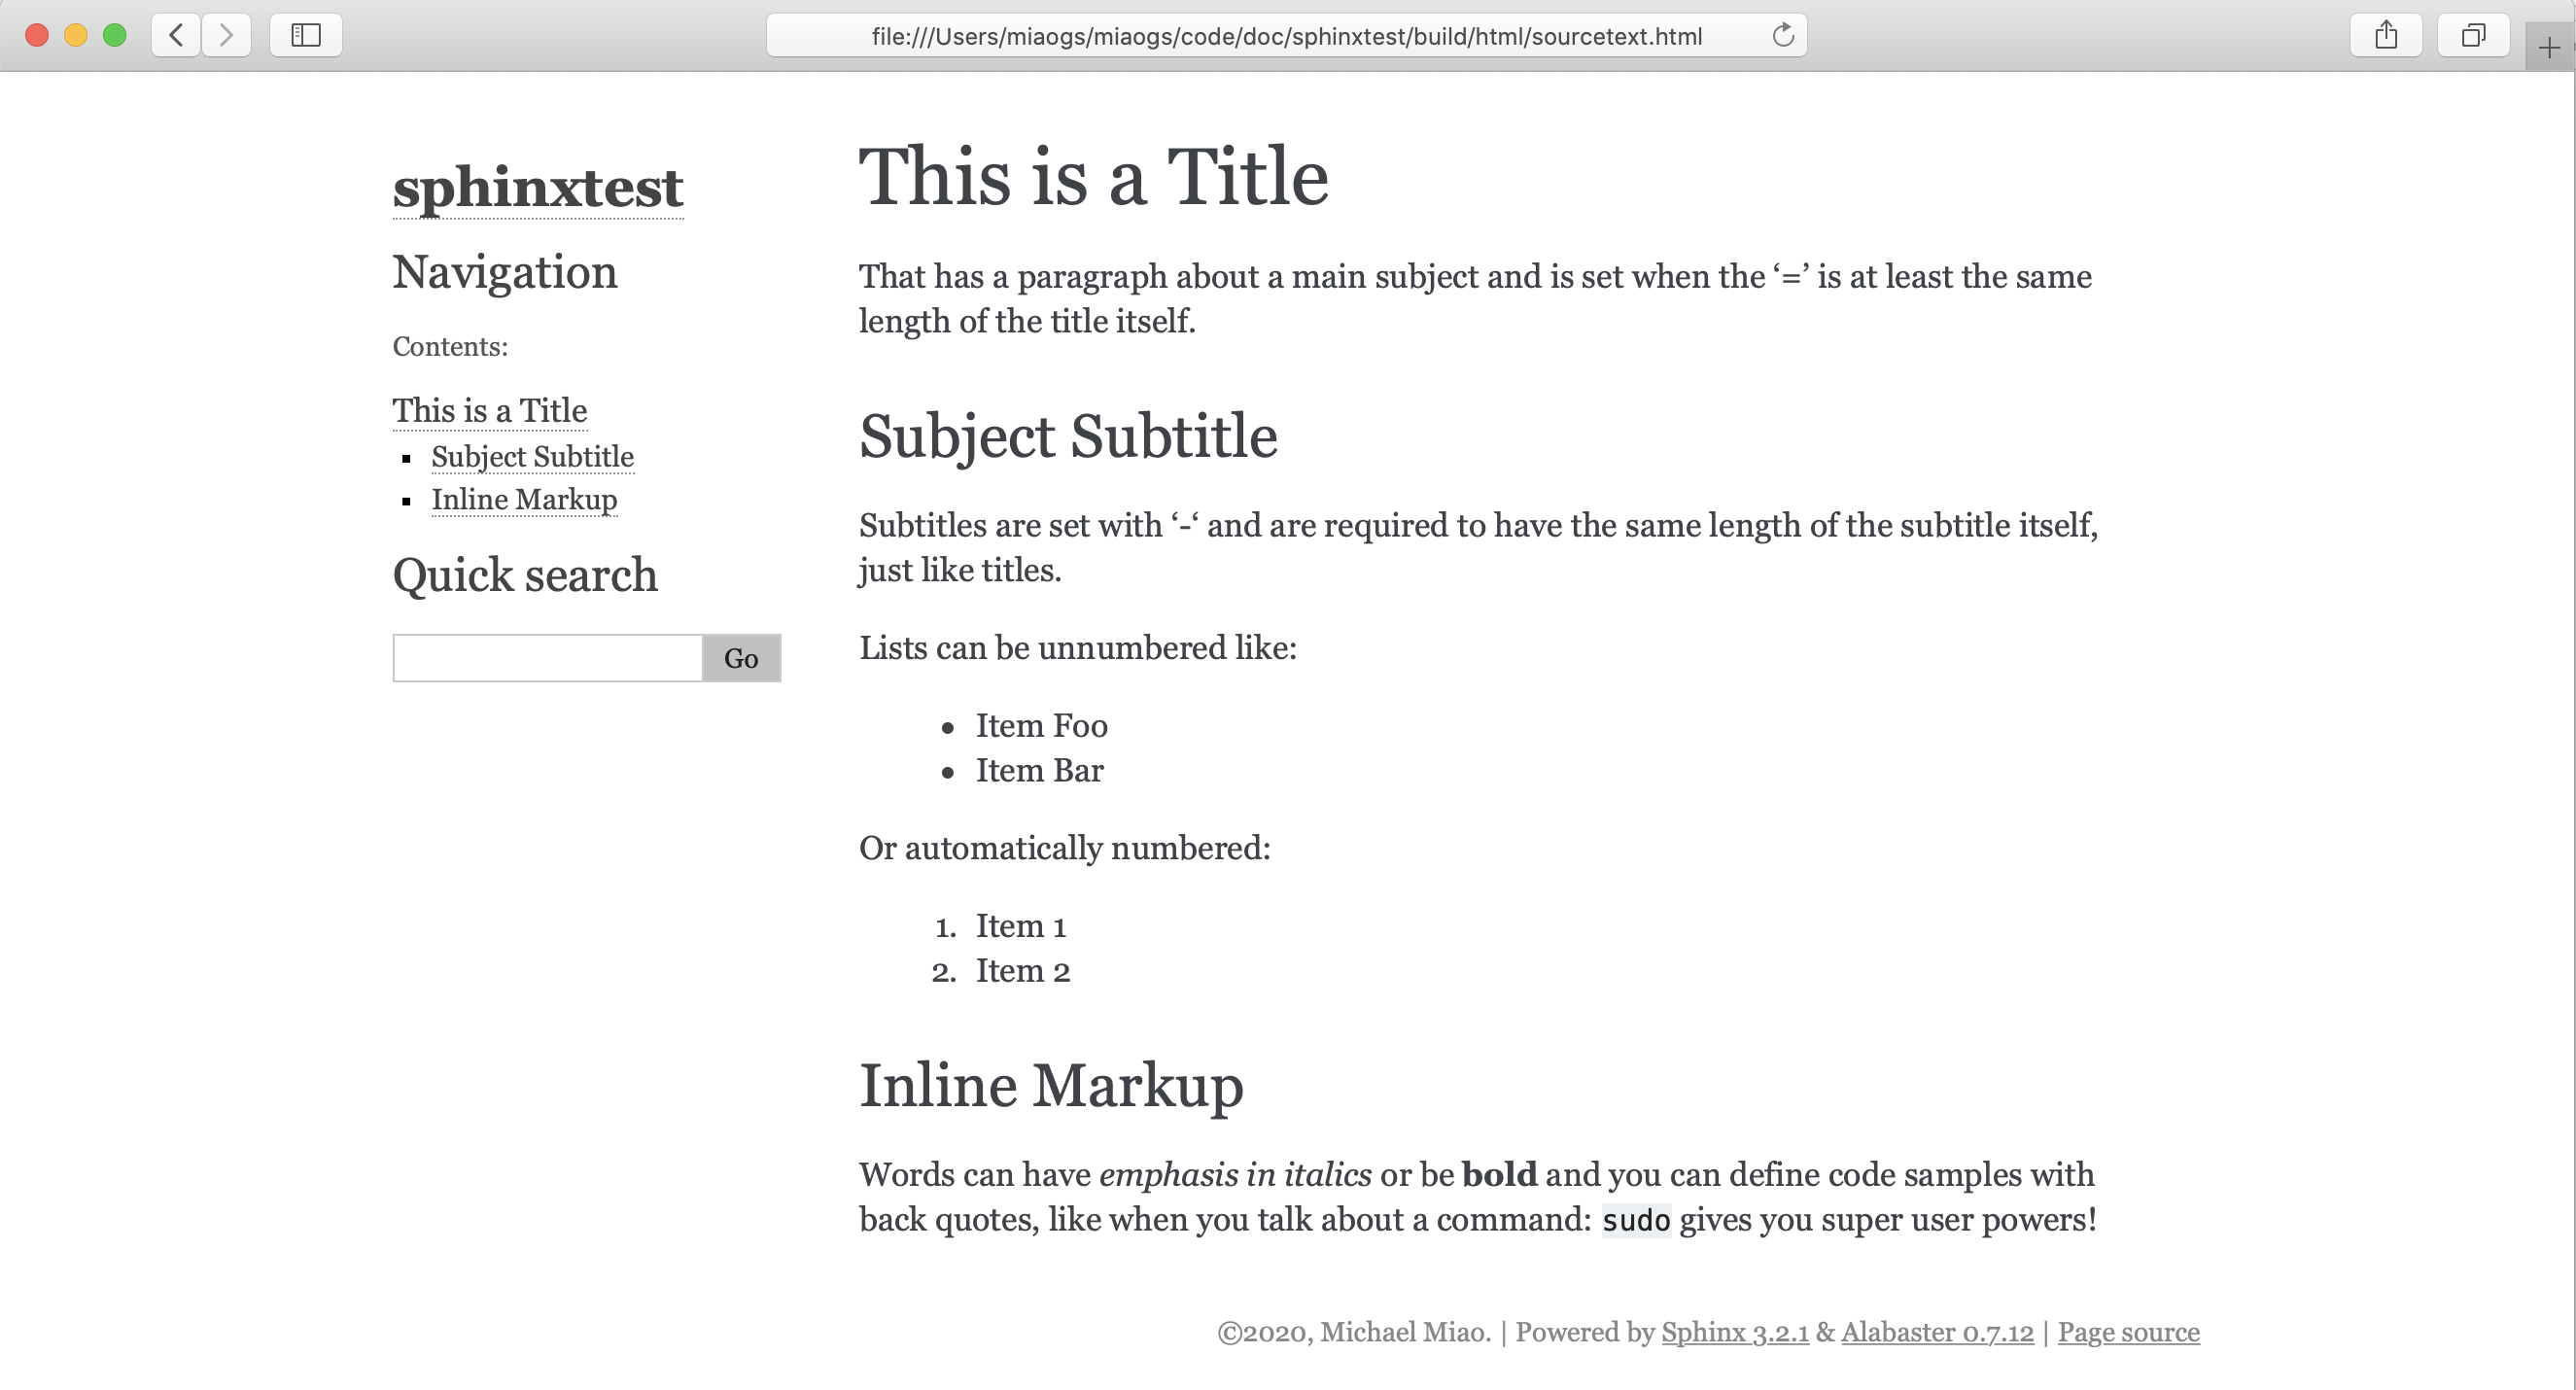 file:///Users/miaogs/miaogs/code/doc/sphinxtest/build/html/sourcetext.html
sphinxtest
Navigation
Contents:
This is a Title
Subject Subtitle
Inline Markup
Quick search
Go
This is a Title
That has a paragraph about a main subject and is set when the ‘=’ is at least the same
length of the title itself.
Subject Subtitle
Subtitles are set with ‘-‘ and are required to have the same length of the subtitle itself,
just like titles.
Lists can be unnumbered like:
• Item Foo
• Item Bar
Or automatically numbered:
1. Item 1
2. Item 2
Inline Markup
Words can have emphasis in italics or be bold and you can define code samples with
back quotes, like when you talk about a command: sudo gives you super user powers!
©2020, Michael Miao. | Powered by Sphinx 3.2.1 & Alabaster 0.7.12 | Page source